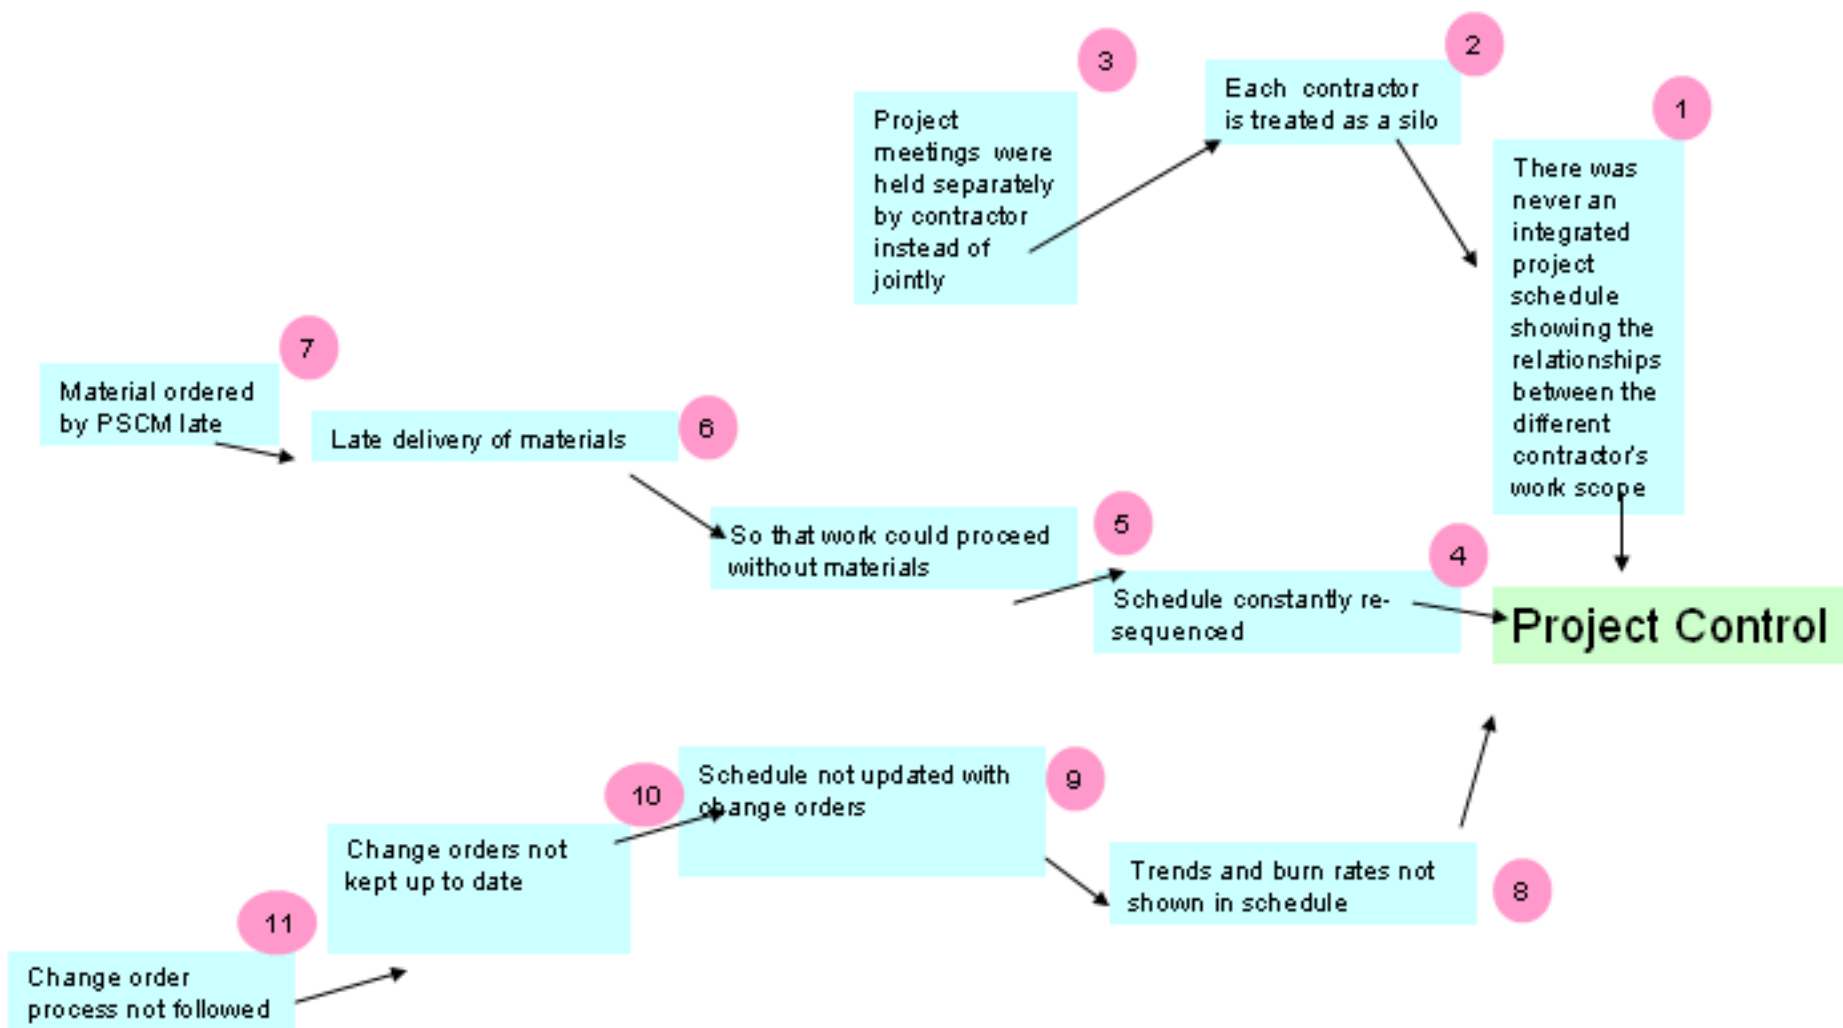 3
Project
meetings were
held separately
by contractor
instead of
jointly
2
Each contractor
is treated as a silo
1
There was
never an
integrated
project
schedule
showing the
relationships
between the
different
contractor's
work scope
7
Material ordered
by PSCM late
6
Late delivery of materials
5
So that work could proceed
without materials
4
Schedule constantly re-
sequenced
Project Control
11
Change order
process not followed
10
Change orders not
kept up to date
9
Schedule not updated with
change orders
8
Trends and burn rates not
shown in schedule